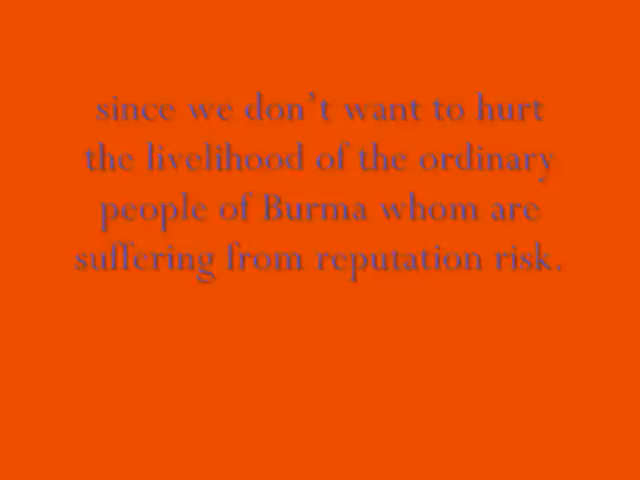 since we don't want to hurt
the livelihood of the ordinary
people of Burma whom are
suffering from reputation risk.